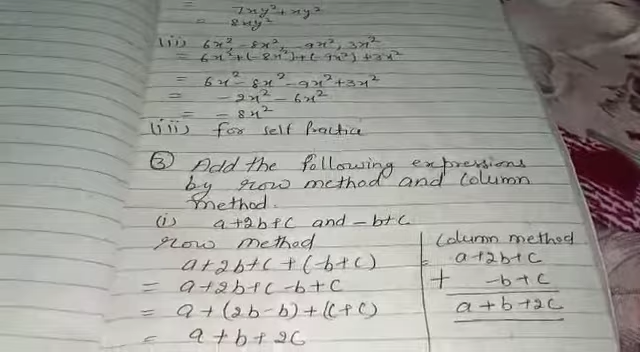 = 7xy² + xy²
= 8xy²
(ii) 6x², -8x², -9x², 3x²
= 6x² + (-8x²) + (-9x²) + 3x²
= 6x² - 8x² - 9x² + 3x²
= -2x² - 6x²
= -8x²
(iii) for self Practice
③ Add the following expressions
by row method and Column
method.
(i) a+2b+c and -b+c
row method
a+2b+c+(-b+c)
= a+2b+c-b+c
= a+(2b-b)+(c+c)
= a+b+2c
Column method
a+2b+c
+ -b+c
a+b+2c